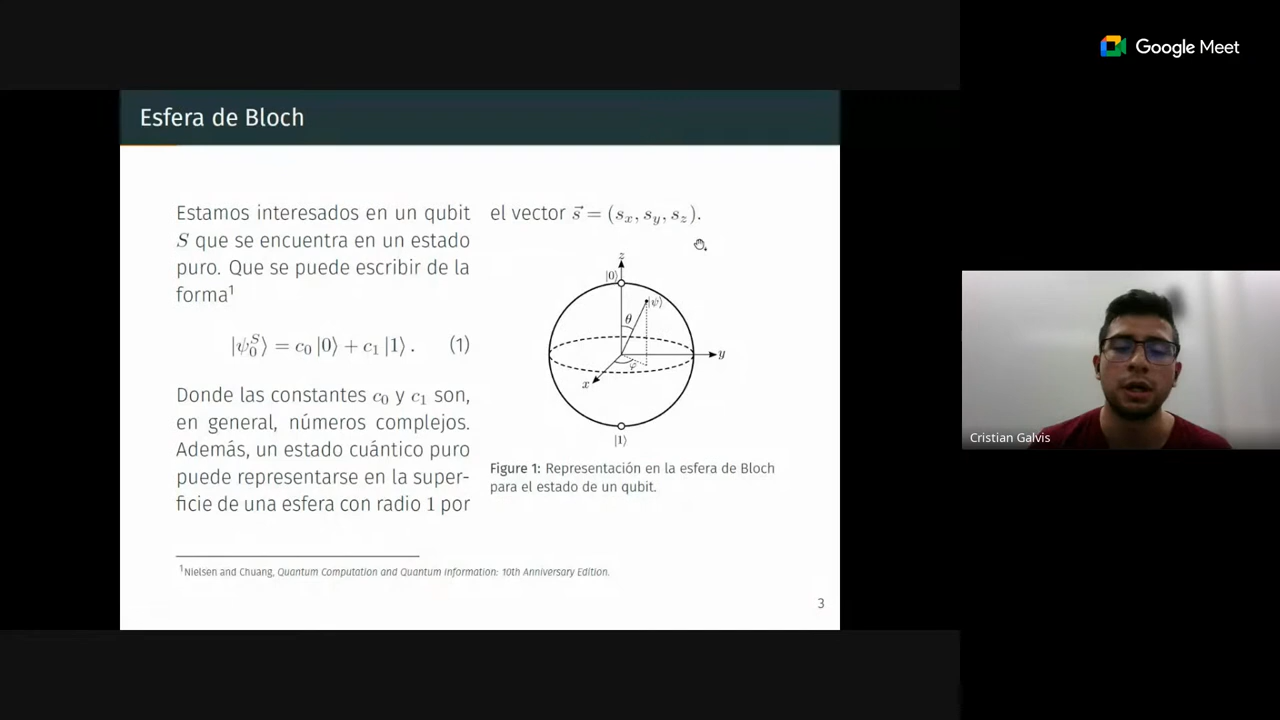 Google Meet
Esfera de Bloch
Estamos interesados en un qubit
S que se encuentra en un estado
puro. Que se puede escribir de la
forma¹
|ψ₀ˢ⟩ = c₀ |0⟩ + c₁ |1⟩ . (1)
Donde las constantes c₀ y c₁ son,
en general, números complejos.
Además, un estado cuántico puro
puede representarse en la super-
ficie de una esfera con radio 1 por
el vector s⃗ = (sₓ, s_y, s_z).
z
|0⟩
|ψ⟩
θ
φ
y
x
|1⟩
Figure 1: Representación en la esfera de Bloch
para el estado de un qubit.
¹Nielsen and Chuang, Quantum Computation and Quantum Information: 10th Anniversary Edition.
3
Cristian Galvis